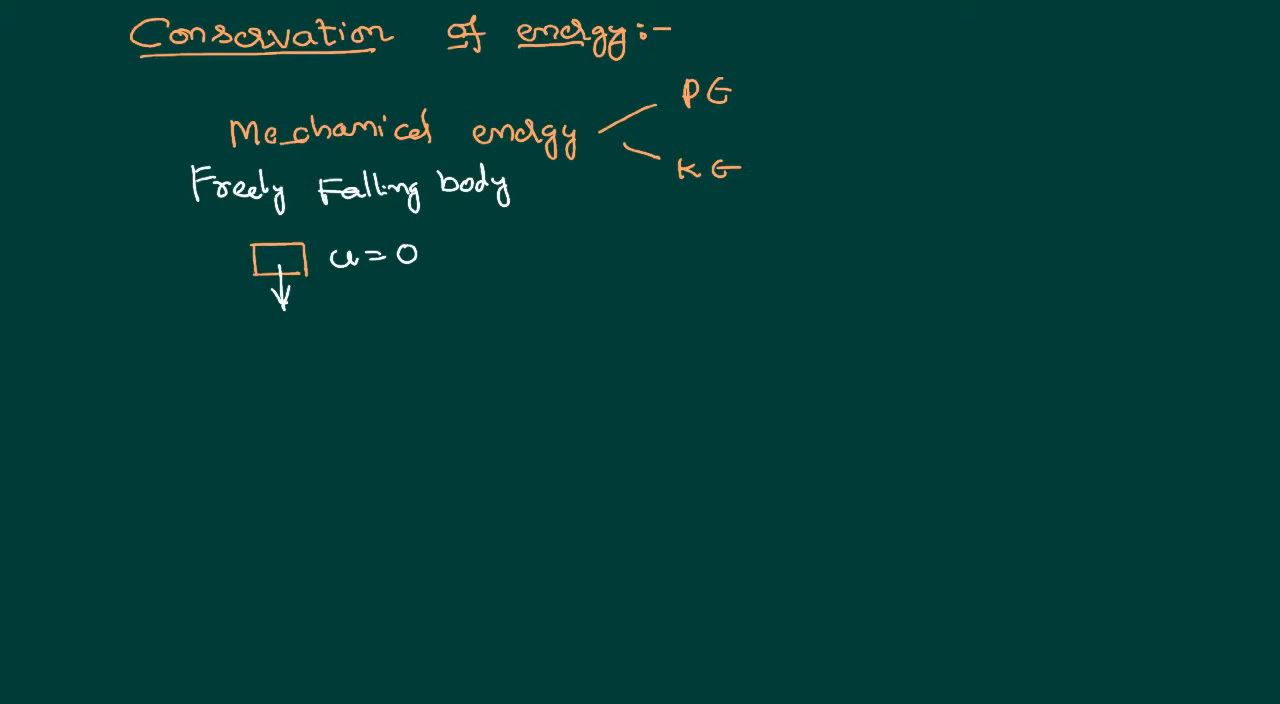 Conservation of energy:-
PE
Mechanical energy
KE
Freely Falling body
u=0